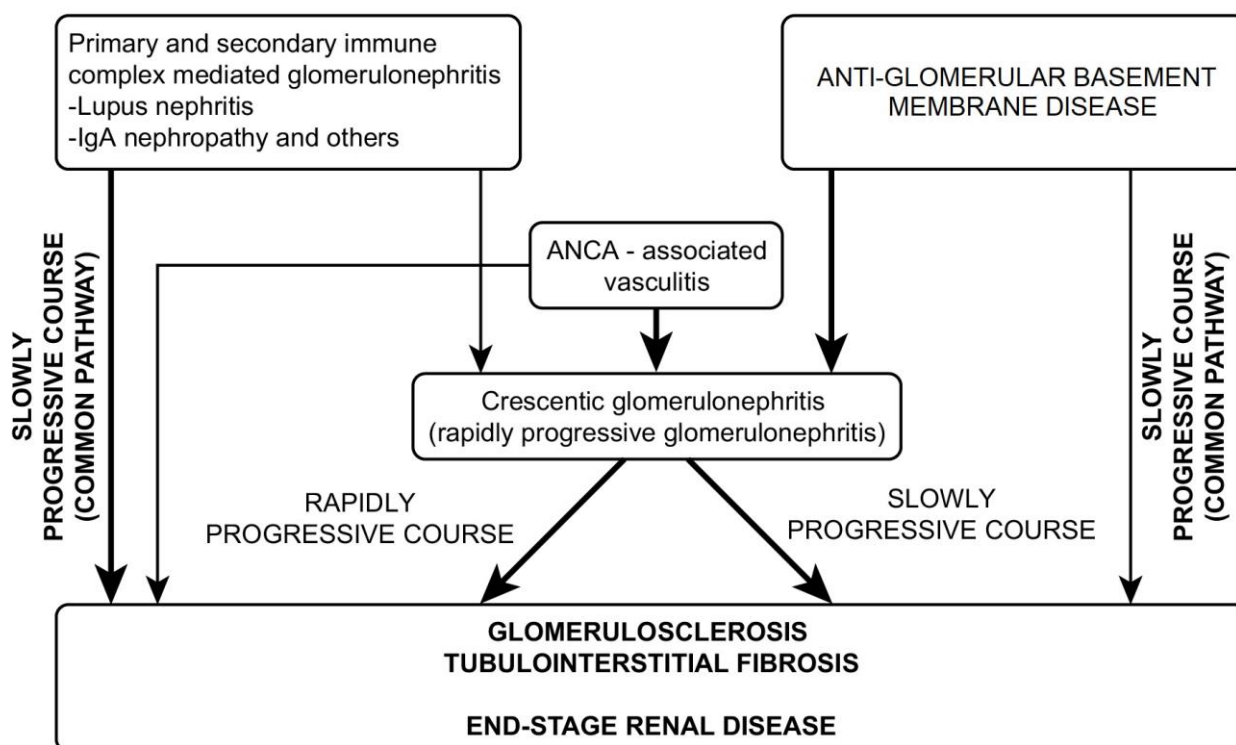 Primary and secondary immune
complex mediated glomerulonephritis
-Lupus nephritis
-IgA nephropathy and others
ANTI-GLOMERULAR BASEMENT
MEMBRANE DISEASE
ANCA - associated
vasculitis
SLOWLY
PROGRESSIVE COURSE
(COMMON PATHWAY)
SLOWLY
PROGRESSIVE COURSE
(COMMON PATHWAY)
Crescentic glomerulonephritis
(rapidly progressive glomerulonephritis)
RAPIDLY
PROGRESSIVE COURSE
SLOWLY
PROGRESSIVE COURSE
GLOMERULOSCLEROSIS
TUBULOINTERSTITIAL FIBROSIS
END-STAGE RENAL DISEASE